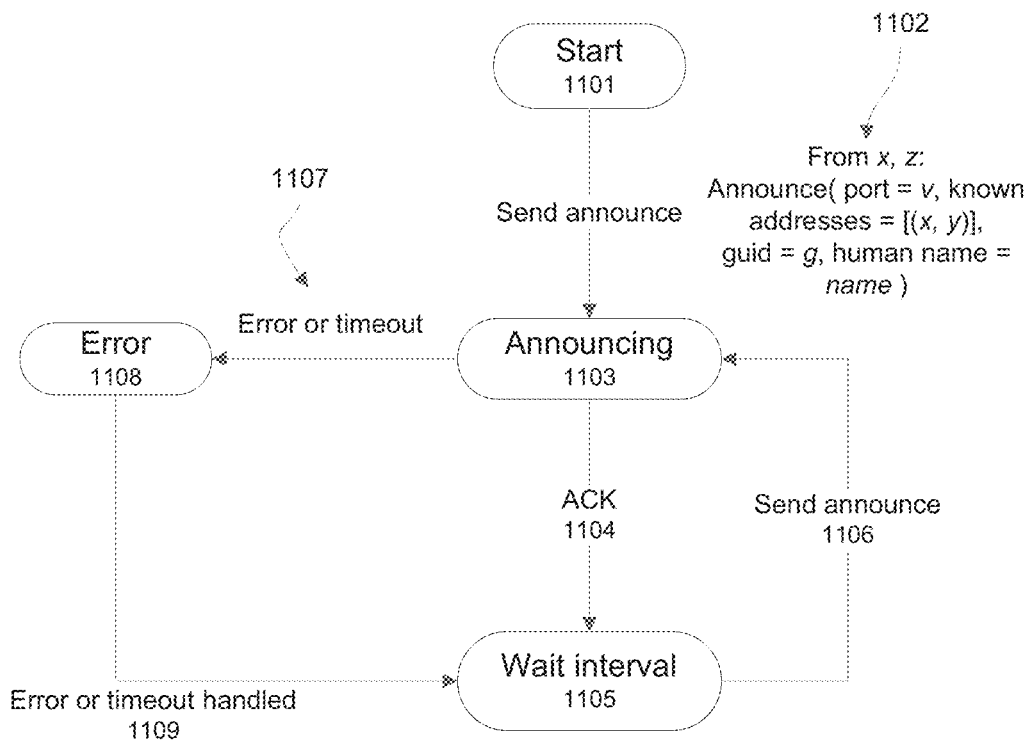 Start
1101
1102
From x, z:
Announce( port = v, known
addresses = [(x, y)],
guid = g, human name =
name )
1107
Send announce
Error or timeout
Error
1108
Announcing
1103
ACK
1104
Send announce
1106
Wait interval
1105
Error or timeout handled
1109